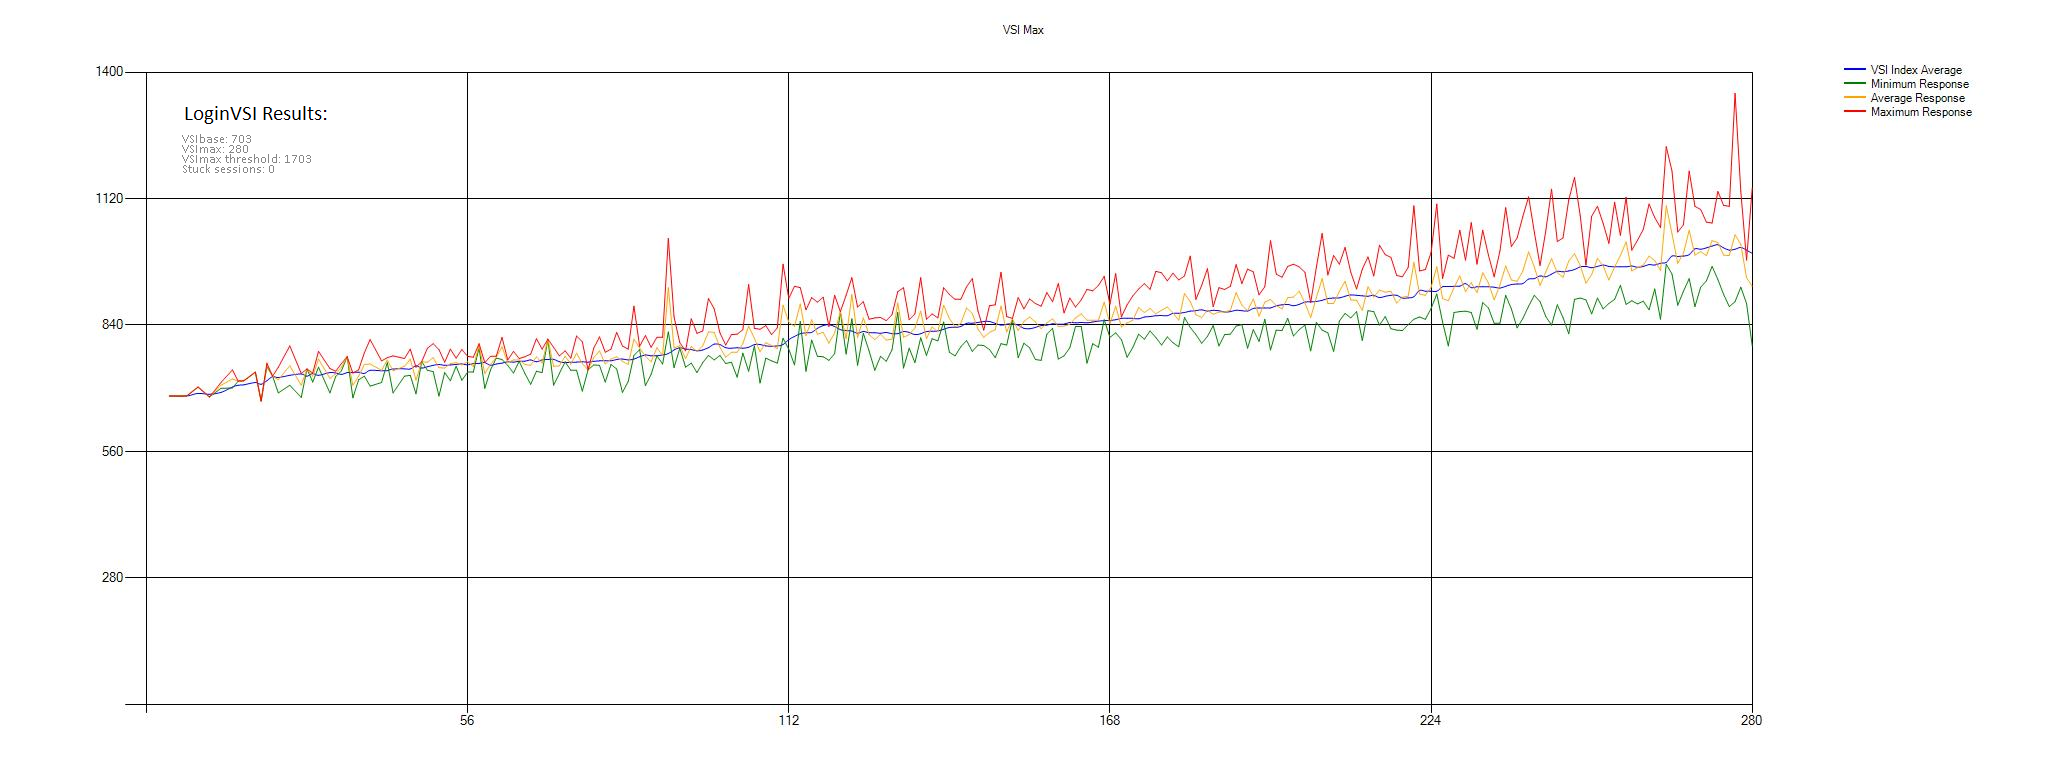 VSI Max
1400
1120
840
560
280
LoginVSI Results:
VSIbase: 703
VSImax: 280
VSImax threshold: 1703
Stuck sessions: 0
VSI Index Average
Minimum Response
Average Response
Maximum Response
56
112
168
224
280